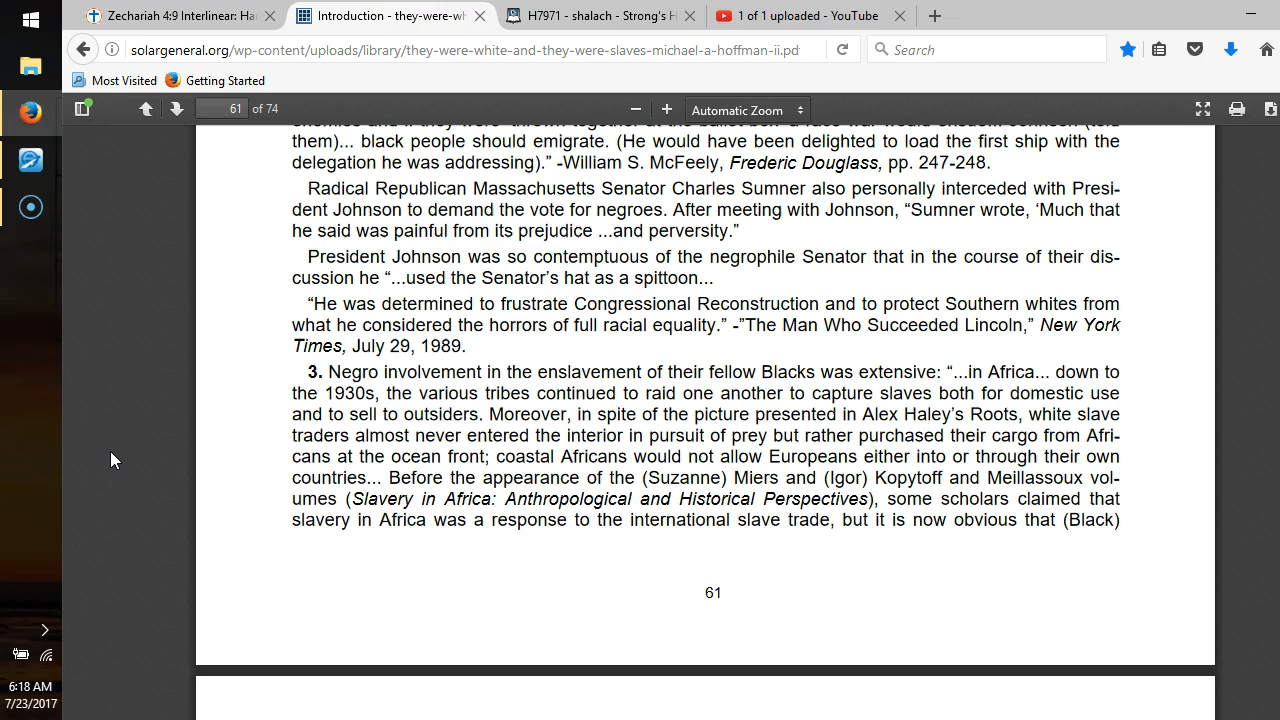 Zechariah 4:9 Interlinear: Ha
Introduction - they-were-wh
H7971 - shalach - Strong's H
1 of 1 uploaded - YouTube
solargeneral.org/wp-content/uploads/library/they-were-white-and-they-were-slaves-michael-a-hoffman-ii.pd
Search
Most Visited
Getting Started
61 of 74
Automatic Zoom
them)... black people should emigrate. (He would have been delighted to load the first ship with the
delegation he was addressing).” -William S. McFeely, Frederic Douglass, pp. 247-248.
Radical Republican Massachusetts Senator Charles Sumner also personally interceded with Presi-
dent Johnson to demand the vote for negroes. After meeting with Johnson, “Sumner wrote, ‘Much that
he said was painful from its prejudice ...and perversity.”
President Johnson was so contemptuous of the negrophile Senator that in the course of their dis-
cussion he “...used the Senator’s hat as a spittoon...
“He was determined to frustrate Congressional Reconstruction and to protect Southern whites from
what he considered the horrors of full racial equality.” -”The Man Who Succeeded Lincoln,” New York
Times, July 29, 1989.
3. Negro involvement in the enslavement of their fellow Blacks was extensive: “...in Africa... down to
the 1930s, the various tribes continued to raid one another to capture slaves both for domestic use
and to sell to outsiders. Moreover, in spite of the picture presented in Alex Haley’s Roots, white slave
traders almost never entered the interior in pursuit of prey but rather purchased their cargo from Afri-
cans at the ocean front; coastal Africans would not allow Europeans either into or through their own
countries... Before the appearance of the (Suzanne) Miers and (Igor) Kopytoff and Meillassoux vol-
umes (Slavery in Africa: Anthropological and Historical Perspectives), some scholars claimed that
slavery in Africa was a response to the international slave trade, but it is now obvious that (Black)
61
6:18 AM
7/23/2017